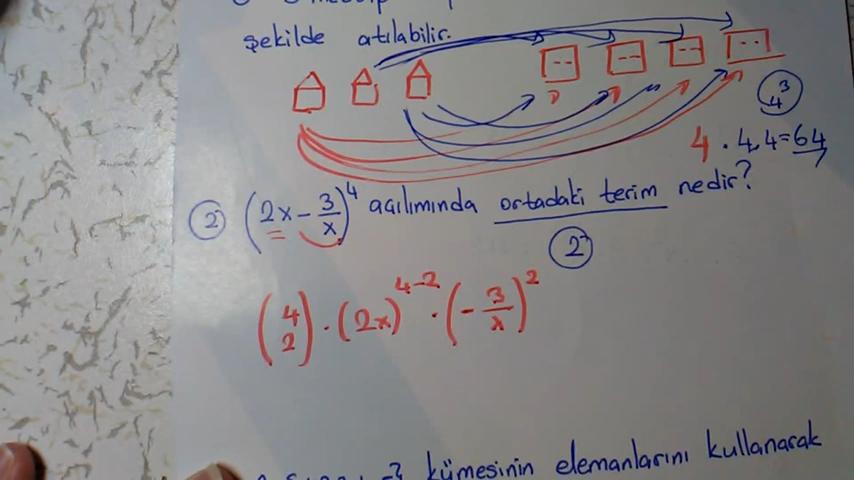 şekilde atılabilir.
4³
4 . 4.4=64
② (2x - 3/x)⁴ açılımında ortadaki terim nedir?
2
(4 2) . (2x)⁴⁻² . (- 3/x)²
kümesinin elemanlarını kullanarak